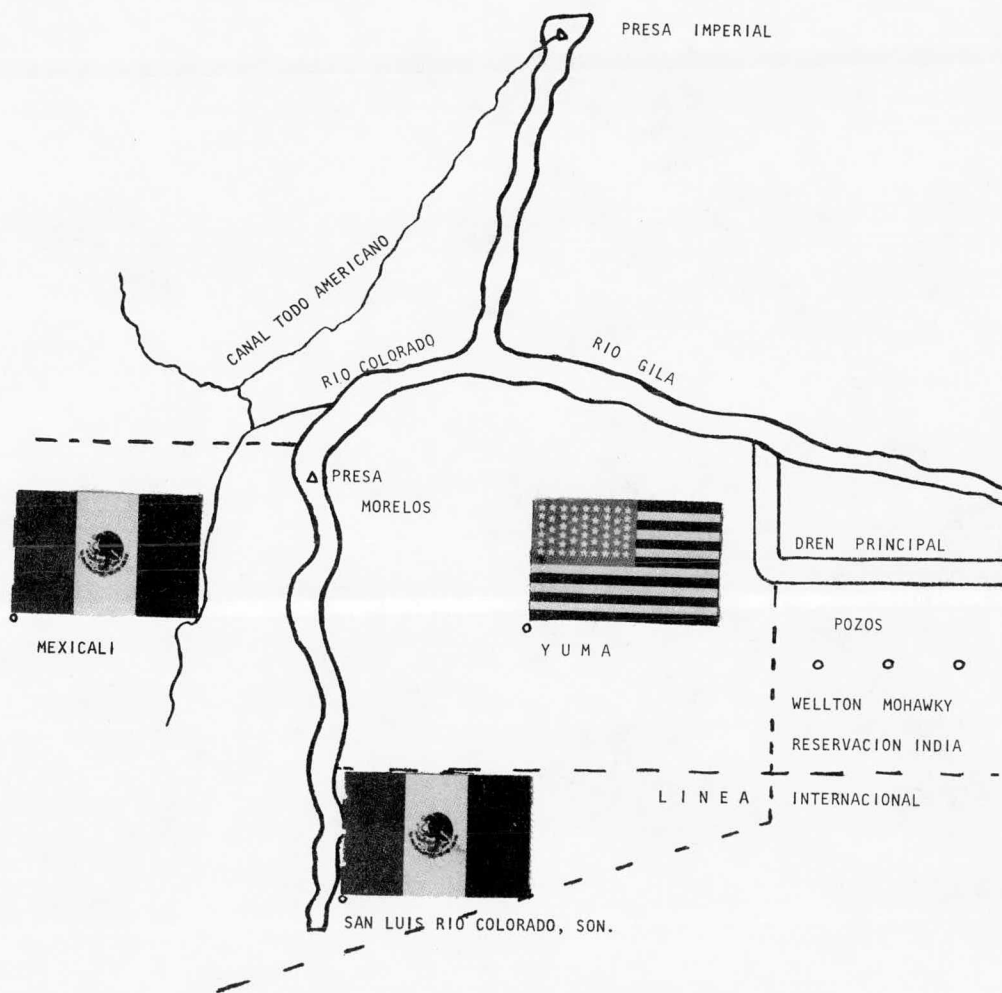 PRESA IMPERIAL
CANAL TODO AMERICANO
RIO COLORADO
RIO GILA
PRESA
MORELOS
DREN PRINCIPAL
MEXICALI
YUMA
POZOS
WELLTON MOHAWKY
RESERVACION INDIA
LINEA INTERNACIONAL
SAN LUIS RIO COLORADO, SON.